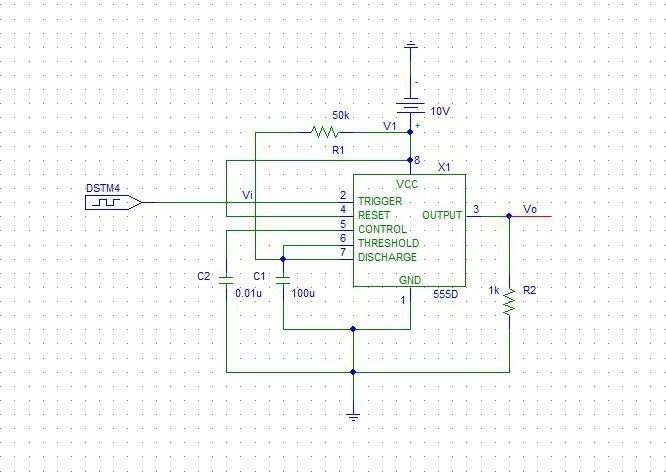 -
10V
50k
V1
+
R1
8
X1
VCC
DSTM4
Vi
2
TRIGGER
4
RESET
OUTPUT
3
Vo
5
CONTROL
6
THRESHOLD
7
DISCHARGE
C2
C1
GND
0.01u
100u
1
555D
1k
R2